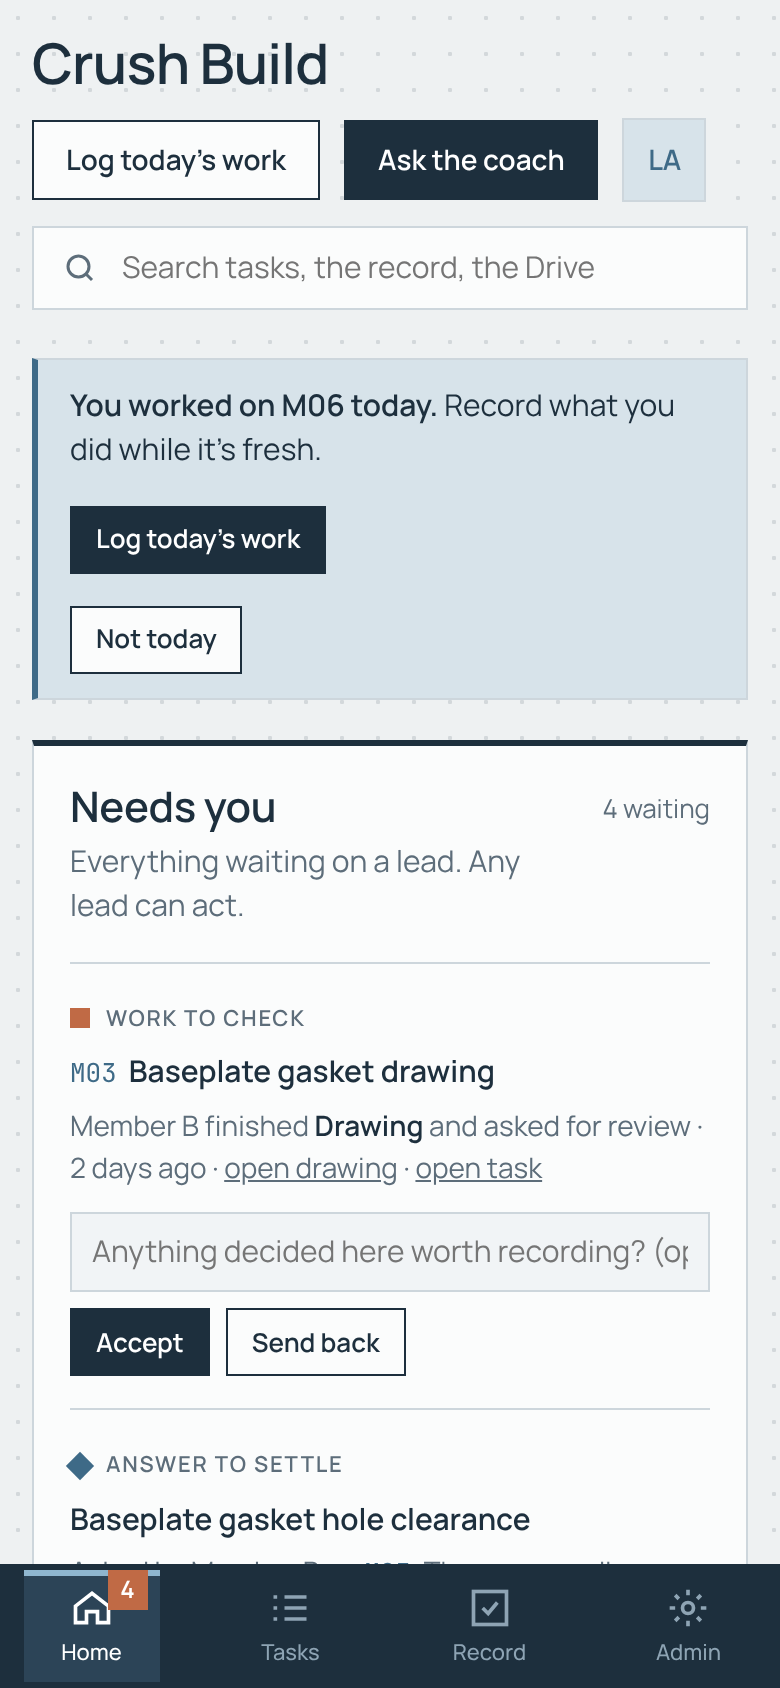 Crush Build
Log today's work
Ask the coach
LA
Search tasks, the record, the Drive
You worked on M06 today. Record what you
did while it's fresh.
Log today's work
Not today
Needs you
4 waiting
Everything waiting on a lead. Any
lead can act.
WORK TO CHECK
M03 Baseplate gasket drawing
Member B finished Drawing and asked for review ·
2 days ago · open drawing · open task
Anything decided here worth recording? (op
Accept
Send back
ANSWER TO SETTLE
Baseplate gasket hole clearance
4
Home
Tasks
Record
Admin